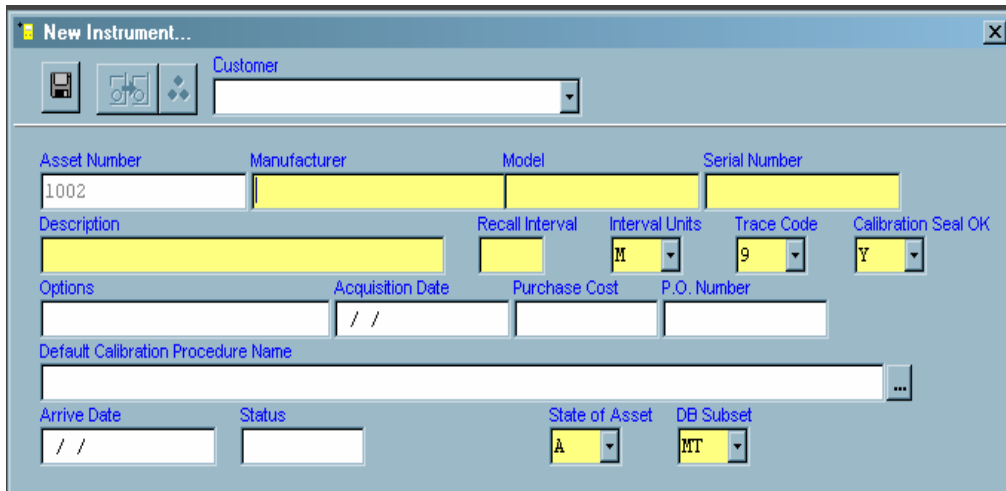 New Instrument...
Customer
Asset Number Manufacturer Model Serial Number
1002
Description Recall Interval Interval Units Trace Code Calibration Seal OK
M 9 Y
Options Acquisition Date Purchase Cost P.O. Number
/ /
Default Calibration Procedure Name
...
Arrive Date Status State of Asset DB Subset
/ / A MT